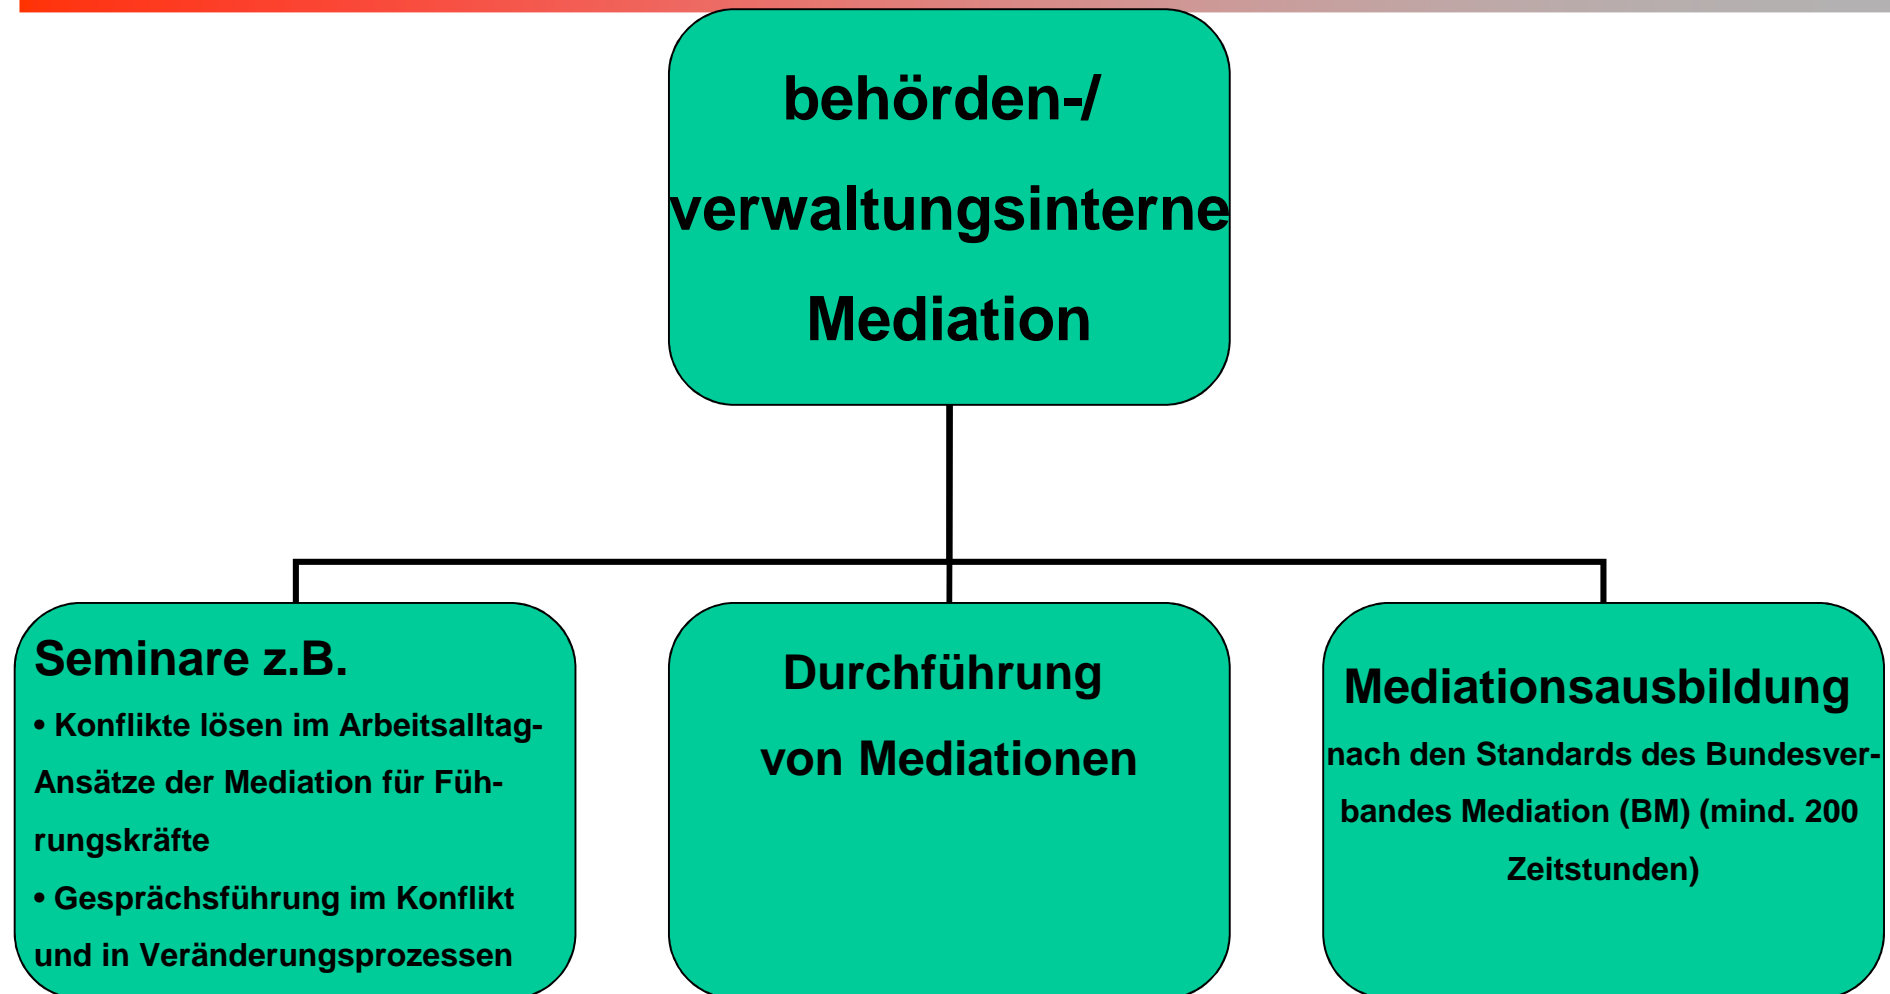 behörden-/
verwaltungsinterne
Mediation
Seminare z.B.
• Konflikte lösen im Arbeitsalltag-
Ansätze der Mediation für Füh-
rungskräfte
• Gesprächsführung im Konflikt
und in Veränderungsprozessen
Durchführung
von Mediationen
Mediationsausbildung
nach den Standards des Bundesver-
bandes Mediation (BM) (mind. 200
Zeitstunden)